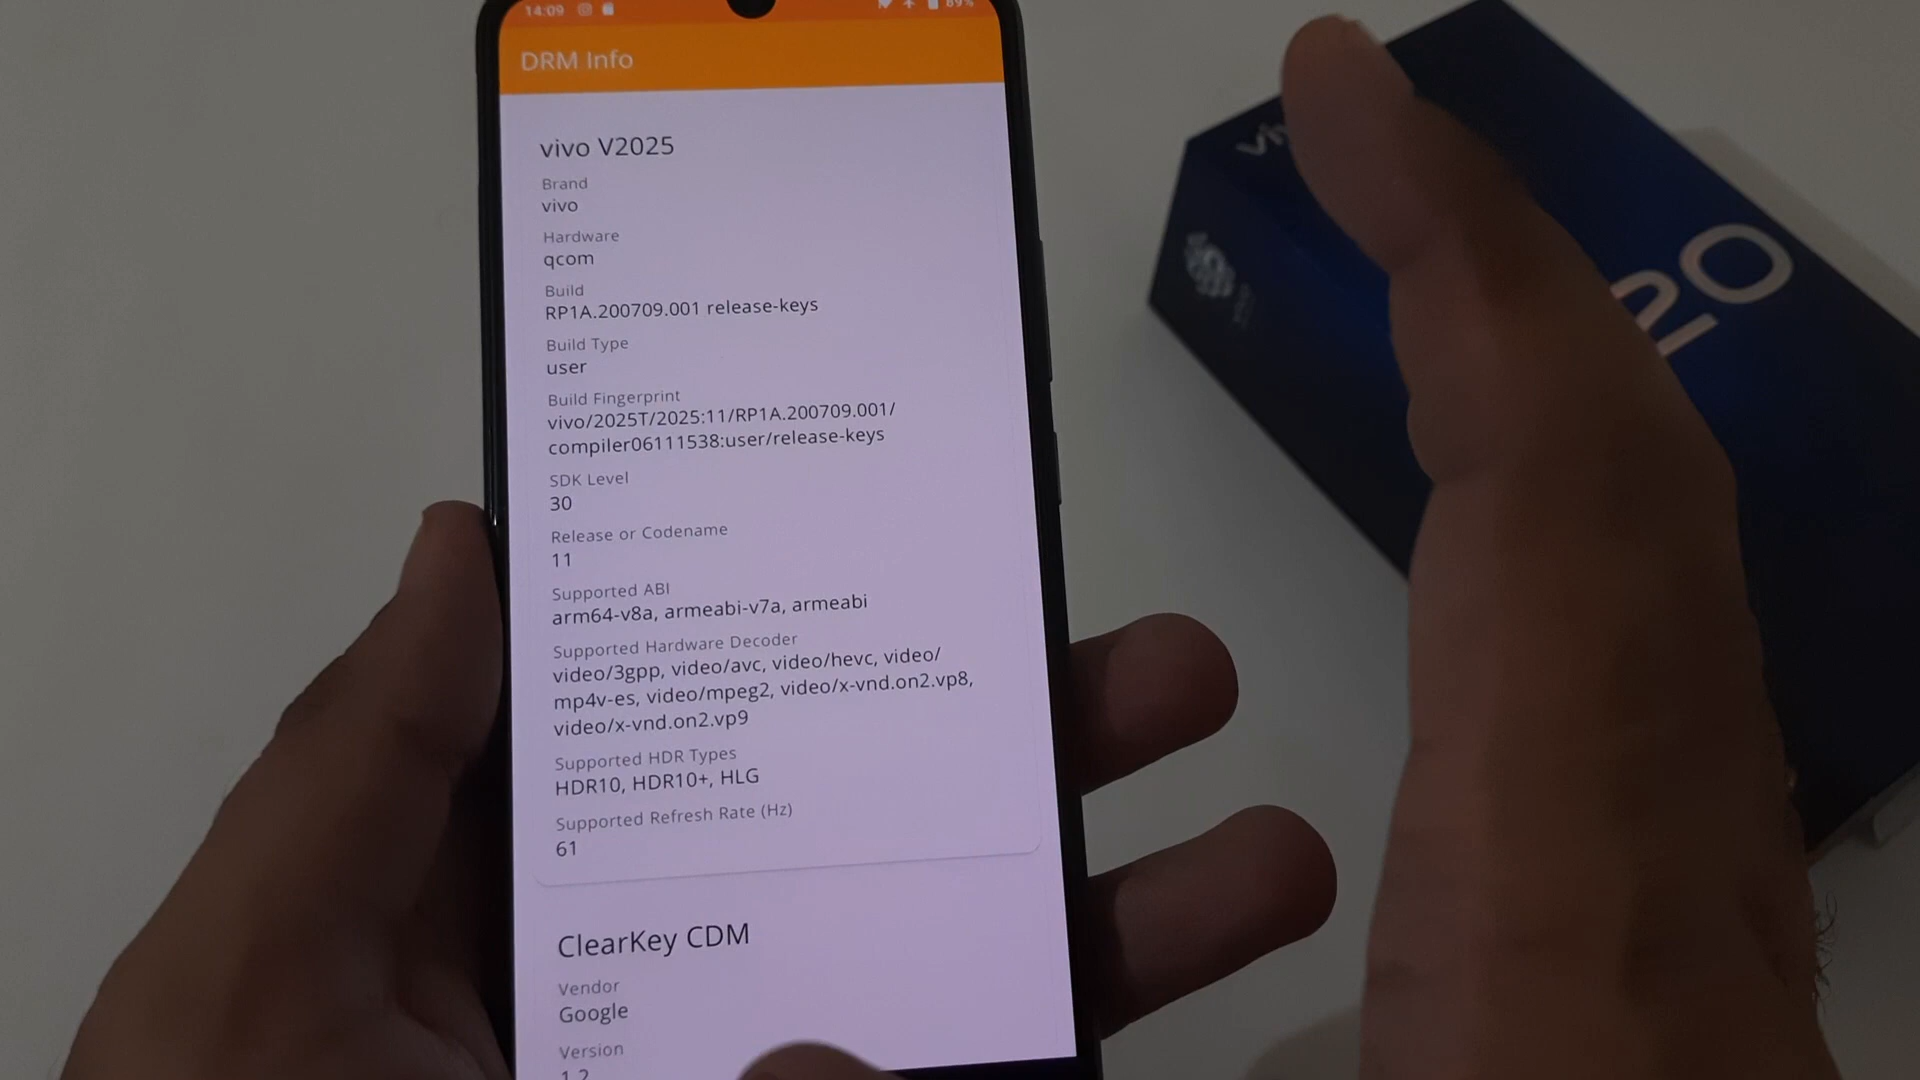 14:09
89%
DRM Info
vivo V2025
Brand
vivo
Hardware
qcom
Build
RP1A.200709.001 release-keys
Build Type
user
Build Fingerprint
vivo/2025T/2025:11/RP1A.200709.001/
compiler06111538:user/release-keys
SDK Level
30
Release or Codename
11
Supported ABI
arm64-v8a, armeabi-v7a, armeabi
Supported Hardware Decoder
video/3gpp, video/avc, video/hevc, video/
mp4v-es, video/mpeg2, video/x-vnd.on2.vp8,
video/x-vnd.on2.vp9
Supported HDR Types
HDR10, HDR10+, HLG
Supported Refresh Rate (Hz)
61
ClearKey CDM
Vendor
Google
Version
1.2